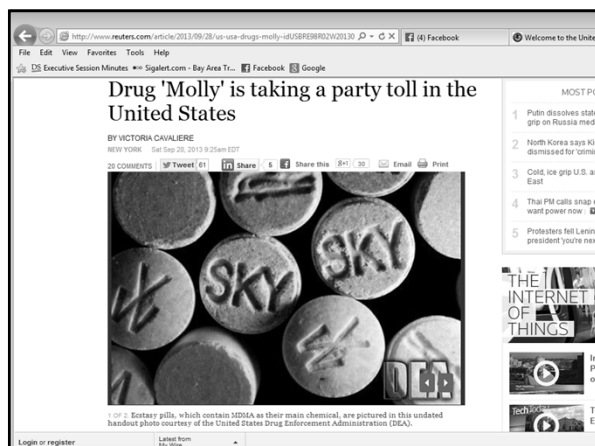 http://www.reuters.com/article/2013/09/28/us-usa-drugs-molly-idUSBRE98R02W20130
(4) Facebook
Welcome to the Unite
File Edit View Favorites Tools Help
Executive Session Minutes Sigalert.com - Bay Area Tr... Facebook Google
Drug 'Molly' is taking a party toll in the
United States
BY VICTORIA CAVALIERE
NEW YORK Sat Sep 28, 2013 9:25am EDT
20 COMMENTS Tweet 61 in Share 5 Share this g+1 30 Email Print
SKY
SKY
DEA
1 OF 2. Ecstasy pills, which contain MDMA as their main chemical, are pictured in this undated
handout photo courtesy of the United States Drug Enforcement Administration (DEA).
MOST PO
1 Putin dissolves state
grip on Russia med
2 North Korea says Ki
dismissed for 'crimi
3 Cold, ice grip U.S. a
East
4 Thai PM calls snap e
want power now
5 Protesters fell Lenin
president 'you're nex
THE
INTERNET
OF
THINGS
Tech
Login or register
Latest from
My Wire